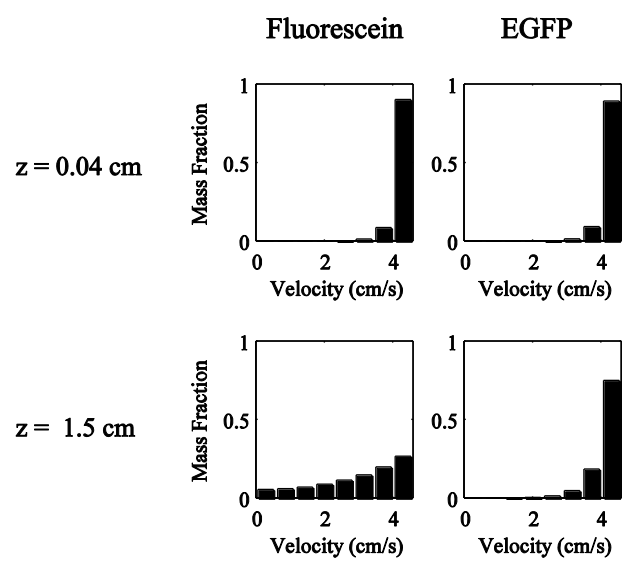 Fluorescein EGFP
z = 0.04 cm
Mass Fraction
1
0.5
0
0 2 4
Velocity (cm/s)
1
0.5
0
0 2 4
Velocity (cm/s)
z = 1.5 cm
Mass Fraction
1
0.5
0
0 2 4
Velocity (cm/s)
1
0.5
0
0 2 4
Velocity (cm/s)